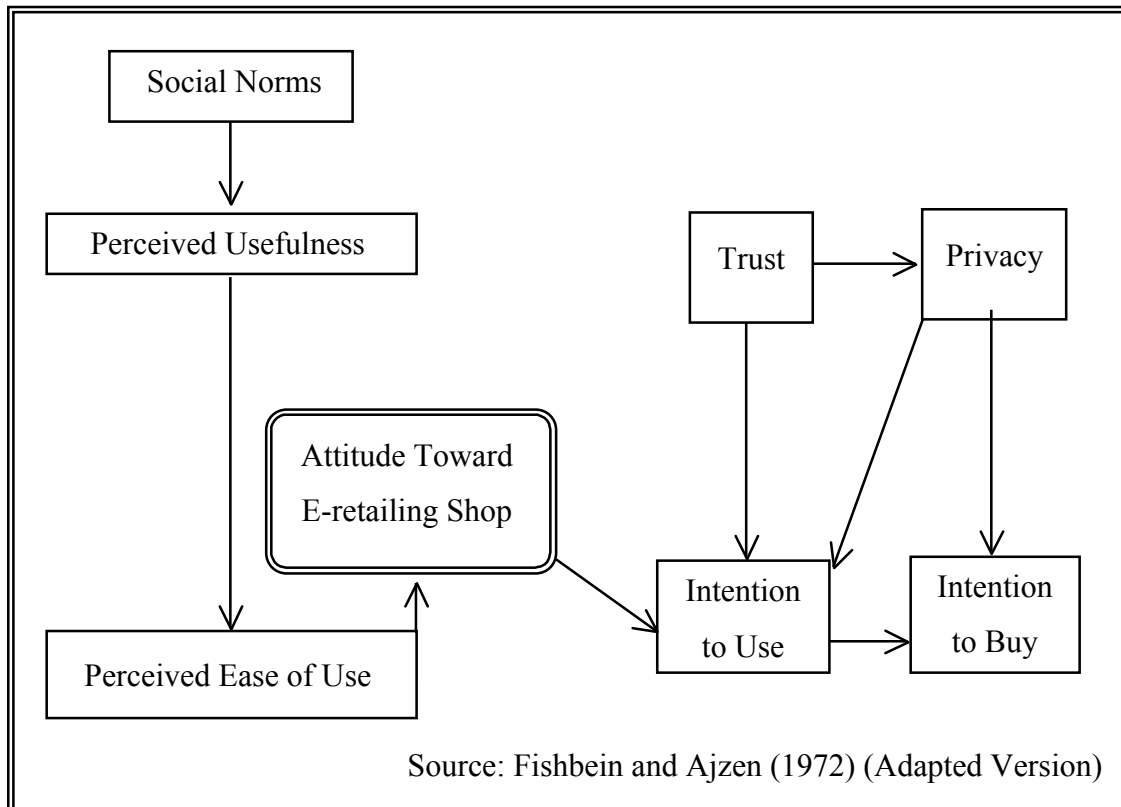 Social Norms
Perceived Usefulness
Trust
Privacy
Attitude Toward
E-retailing Shop
Intention
to Use
Intention
to Buy
Perceived Ease of Use
Source: Fishbein and Ajzen (1972) (Adapted Version)